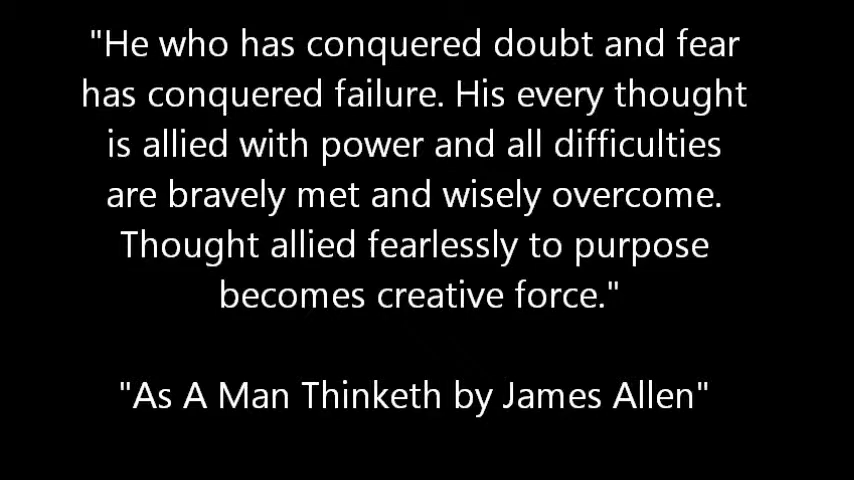 "He who has conquered doubt and fear
has conquered failure. His every thought
is allied with power and all difficulties
are bravely met and wisely overcome.
Thought allied fearlessly to purpose
becomes creative force."
"As A Man Thinketh by James Allen"